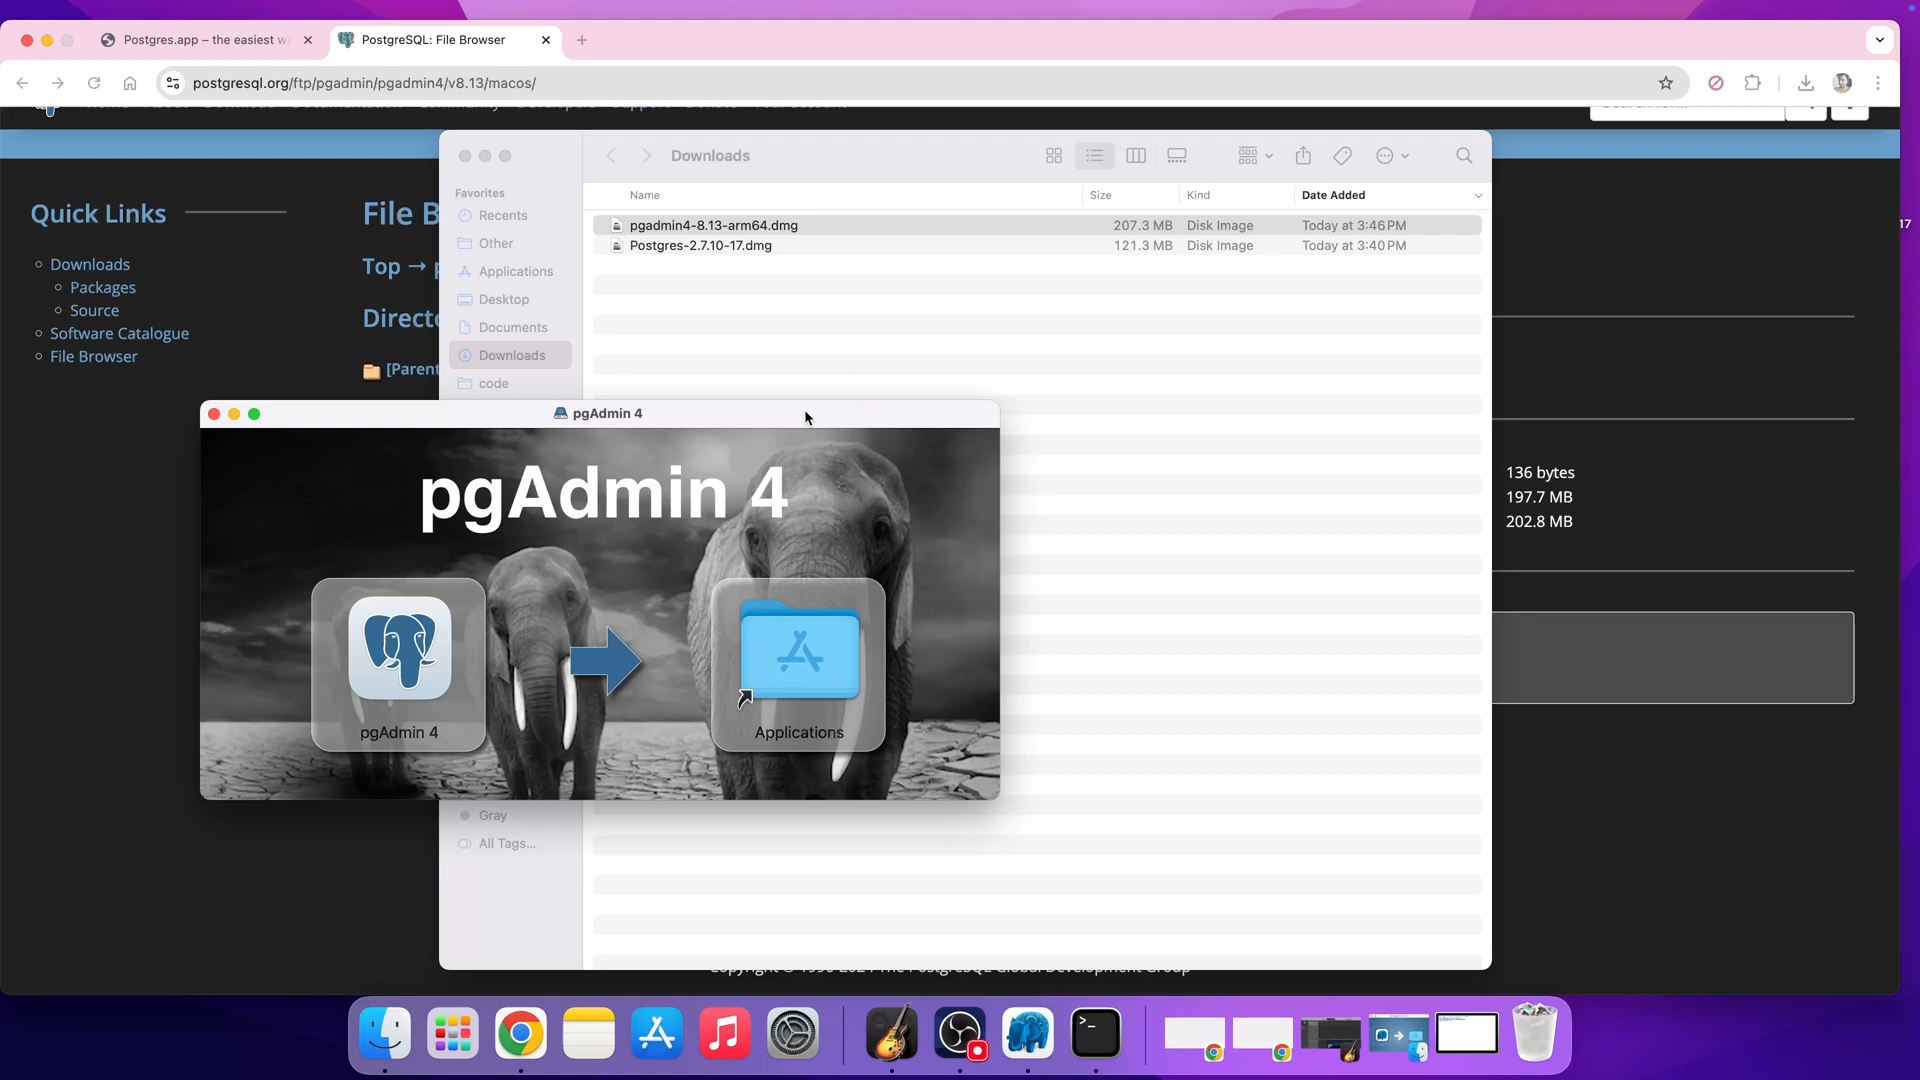 Postgres.app – the easiest w
PostgreSQL: File Browser
postgresql.org/ftp/pgadmin/pgadmin4/v8.13/macos/
Quick Links
Downloads
Packages
Source
Software Catalogue
File Browser
File B
Top → p
Directo
[Parent
Downloads
Favorites
Recents
Other
Applications
Desktop
Documents
Downloads
code
Gray
All Tags...
Name Size Kind Date Added
pgadmin4-8.13-arm64.dmg 207.3 MB Disk Image Today at 3:46 PM
Postgres-2.7.10-17.dmg 121.3 MB Disk Image Today at 3:40 PM
17
136 bytes
197.7 MB
202.8 MB
pgAdmin 4
pgAdmin 4
pgAdmin 4
Applications